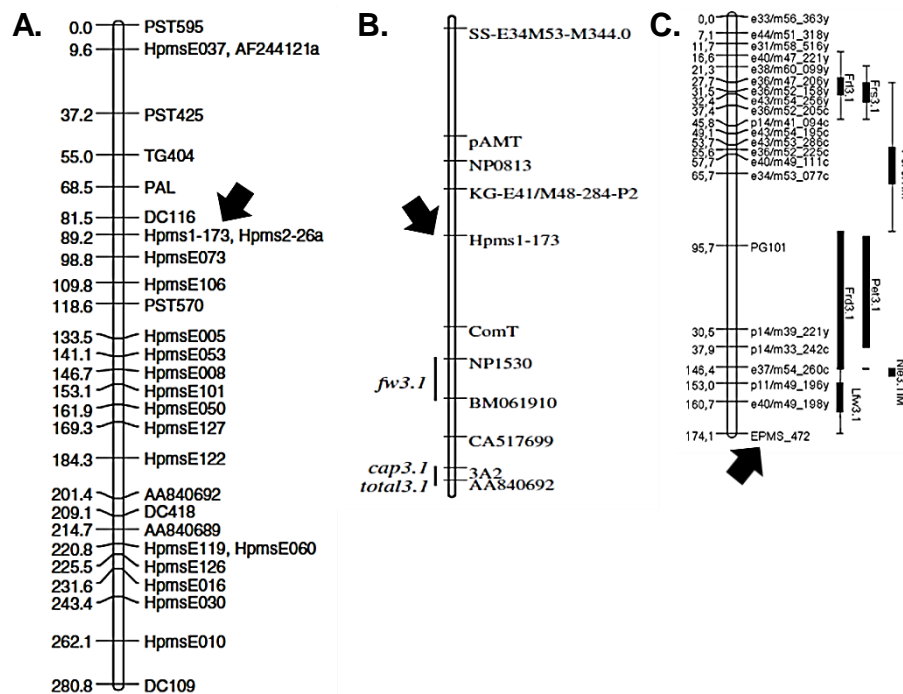 A.
0.0 PST595
9.6 HpmsE037, AF244121a
37.2 PST425
55.0 TG404
68.5 PAL
81.5 DC116
89.2 Hpms1-173, Hpms2-26a
98.8 HpmsE073
109.8 HpmsE106
118.6 PST570
133.5 HpmsE005
141.1 HpmsE053
146.7 HpmsE008
153.1 HpmsE101
161.9 HpmsE050
169.3 HpmsE127
184.3 HpmsE122
201.4 AA840692
209.1 DC418
214.7 AA840689
220.8 HpmsE119, HpmsE060
225.5 HpmsE126
231.6 HpmsE016
243.4 HpmsE030
262.1 HpmsE010
280.8 DC109
B.
SS-E34M53-M344.0
pAMT
NP0813
KG-E41/M48-284-P2
Hpms1-173
ComT
NP1530
fw3.1
BM061910
CA517699
cap3.1 3A2
total3.1 AA840692
C.
0,0 e33/m56_363y
7,1 e44/m51_318y
11,7 e31/m58_516y
16,6 e40/m47_221y
21,3 e38/m60_099y
27,7 e36/m47_206y
31,5 e36/m52_158y
32,4 e43/m54_256y
37,4 e36/m52_205c
45,8 p14/m41_094c
49,1 e43/m54_195c
53,7 e43/m53_286c
55,6 e36/m52_225c
57,7 e40/m49_111c
65,7 e34/m53_077c
95,7 PG101
30,5 p14/m39_221y
37,9 p14/m33_242c
146,4 e37/m54_260c
153,0 p11/m49_196y
160,7 e40/m49_198y
174,1 EPMS_472
Frl3.1
Frs3.1
Frd3.1
Pet3.1
Lfw3.1